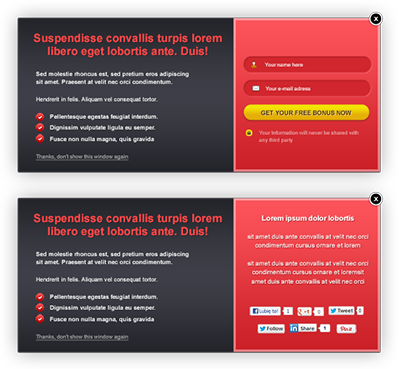 x
Suspendisse convallis turpis lorem
libero eget lobortis ante. Duis!
Sed molestie rhoncus est, sed pretium eros adipiscing
sit amet. Praesent at velit nec orci condimentum.
Hendrerit in felis. Aliquam vel consequat tortor.
Pellentesque egestas feugiat interdum.
Dignissim vulputate ligula eu semper.
Fusce non nulla magna, quis gravida
Thanks, don't show this window again
Your name here
Your e-mail adress
GET YOUR FREE BONUS NOW
Your Information will never be shared with
any third party
x
Suspendisse convallis turpis lorem
libero eget lobortis ante. Duis!
Sed molestie rhoncus est, sed pretium eros adipiscing
sit amet. Praesent at velit nec orci condimentum.
Hendrerit in felis. Aliquam vel consequat tortor.
Pellentesque egestas feugiat interdum.
Dignissim vulputate ligula eu semper.
Fusce non nulla magna, quis gravida
Thanks, don't show this window again
Lorem ipsum dolor lobortis
sit amet duis ante convallis at velit nec orci
condimentum cursus ornare et lorem
sit amet duis ante convallis at velit nec orci
condimentum cursus ornare et loremsit
amet duis ante convallis at velit nec orci
Lubię to! 1 +1 0 Tweet 0
Follow in Share 1 Pin it